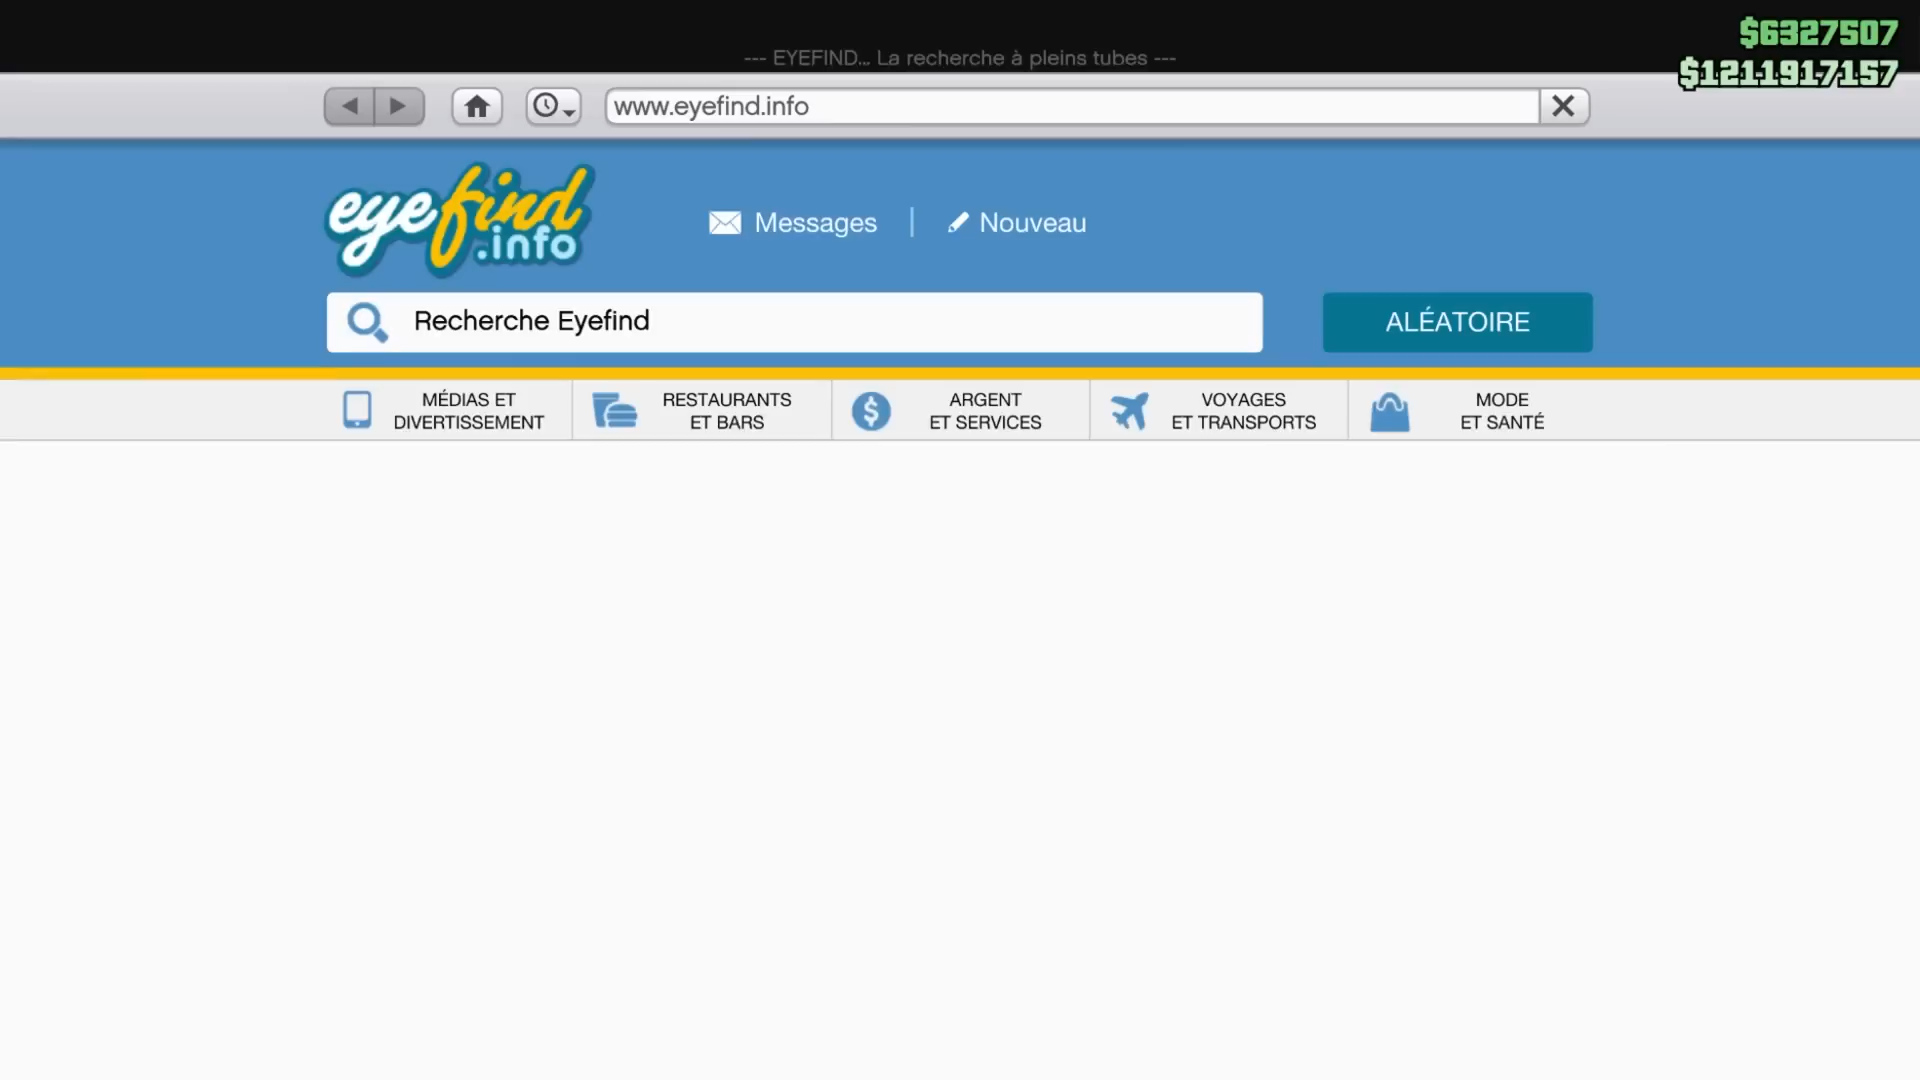 $6327507
--- EYEFIND... La recherche à pleins tubes ---
$1211917157
www.eyefind.info
eyefind.info
Messages
Nouveau
Recherche Eyefind
ALÉATOIRE
MÉDIAS ET
DIVERTISSEMENT
RESTAURANTS
ET BARS
ARGENT
ET SERVICES
VOYAGES
ET TRANSPORTS
MODE
ET SANTÉ